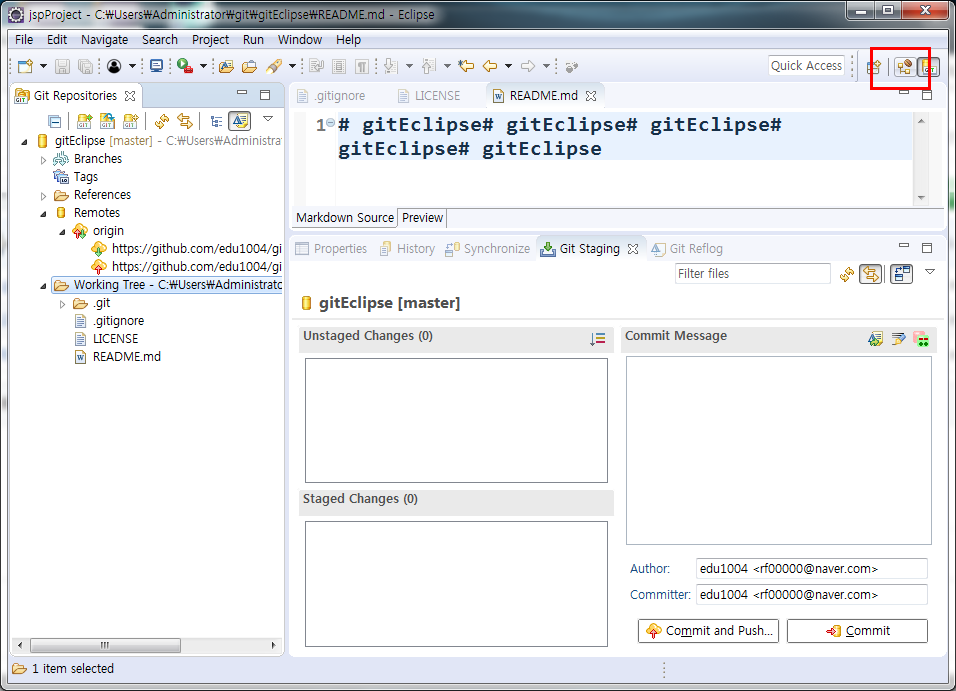 jspProject - C:₩Users₩Administrator₩git₩gitEclipse₩README.md - Eclipse
File Edit Navigate Search Project Run Window Help
Quick Access
Git Repositories
gitEclipse [master] - C:₩Users₩Administra
Branches
Tags
References
Remotes
origin
https://github.com/edu1004/gi
https://github.com/edu1004/gi
Working Tree - C:₩Users₩Administrato
.git
.gitignore
LICENSE
README.md
.gitignore LICENSE README.md
1 # gitEclipse# gitEclipse# gitEclipse#
gitEclipse# gitEclipse
Markdown Source Preview
Properties History Synchronize Git Staging Git Reflog
Filter files
gitEclipse [master]
Unstaged Changes (0)
Staged Changes (0)
Commit Message
Author: edu1004 <rf00000@naver.com>
Committer: edu1004 <rf00000@naver.com>
Commit and Push... Commit
1 item selected